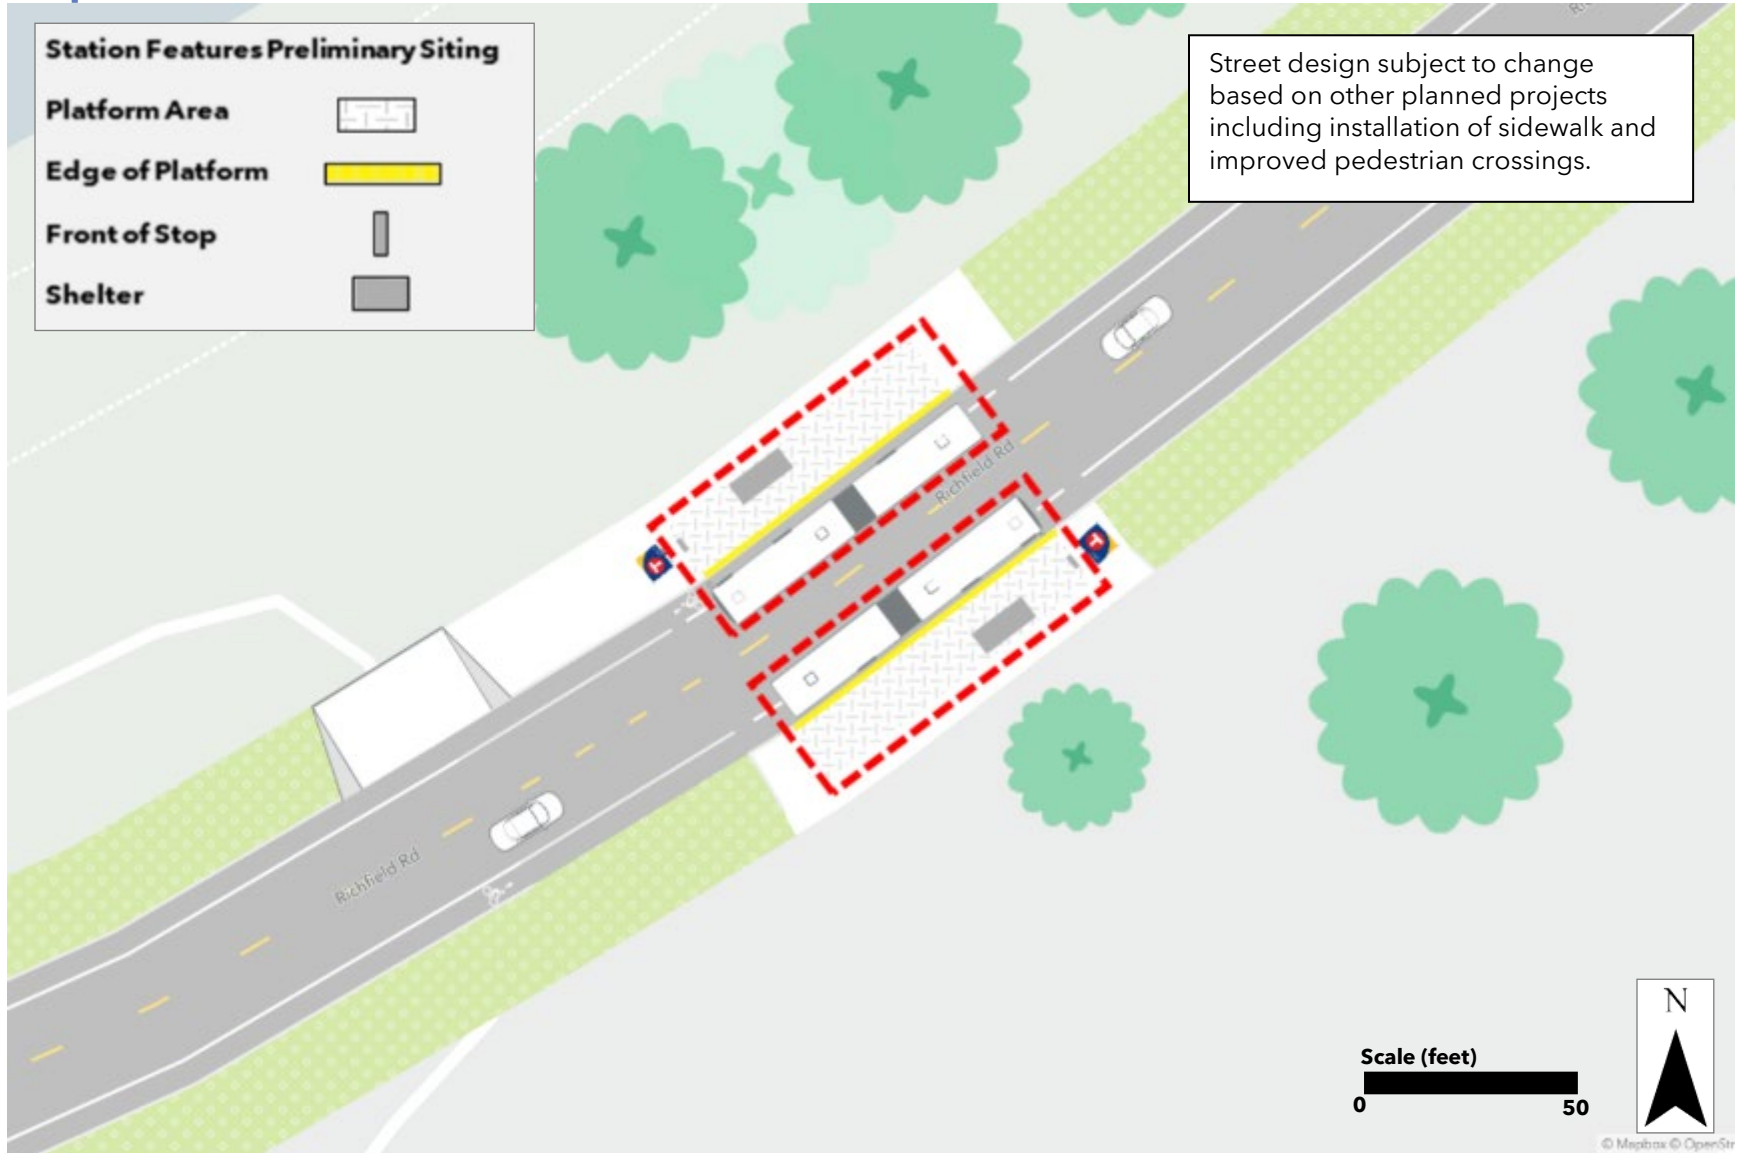 Station Features Preliminary Siting
Platform Area
Edge of Platform
Front of Stop
Shelter
Street design subject to change
based on other planned projects
including installation of sidewalk and
improved pedestrian crossings.
Richfield Rd
T
T
Richfield Rd
N
Scale (feet)
0
50
© Mapbox © OpenStr